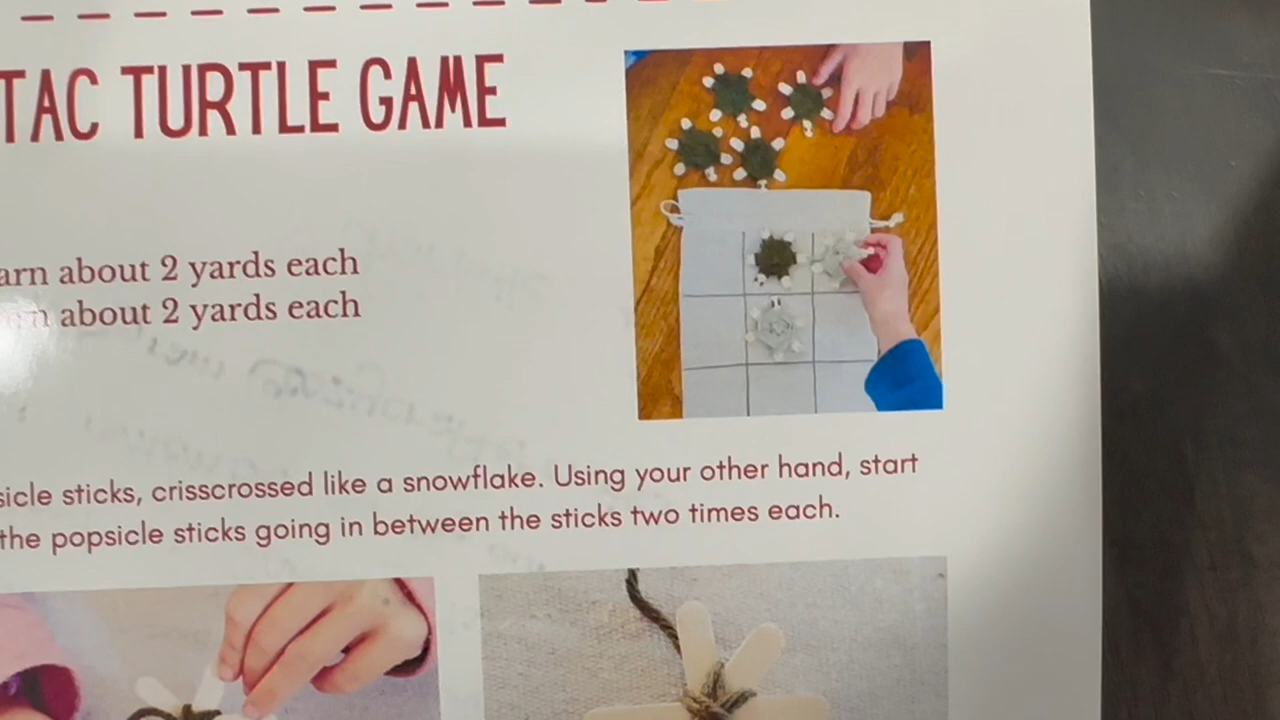 TAC TURTLE GAME
arn about 2 yards each
n about 2 yards each
sicle sticks, crisscrossed like a snowflake. Using your other hand, start
the popsicle sticks going in between the sticks two times each.